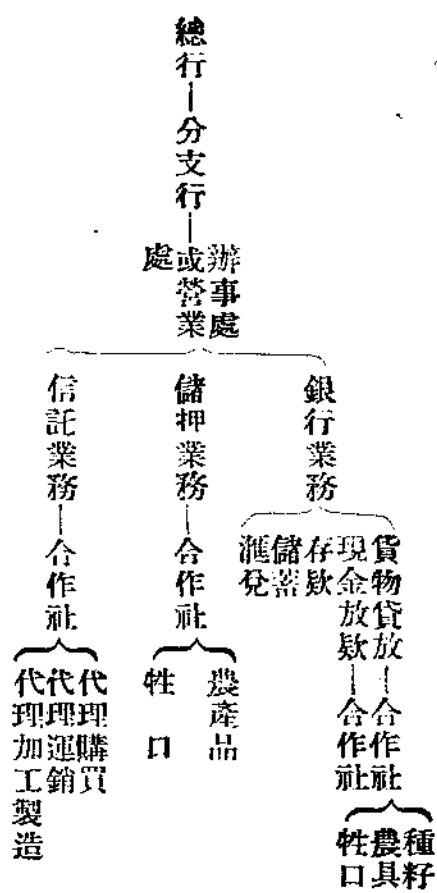 總行—分支行—
辦事處
或營業
處
銀行業務
貨物貸放—合作社
種籽
農具
牲口
現金放欵—合作社
存欵
儲蓄
滙兌
儲押業務—合作社
農產品
牲口
信託業務—合作社
代理購買
代理運銷
代理加工製造